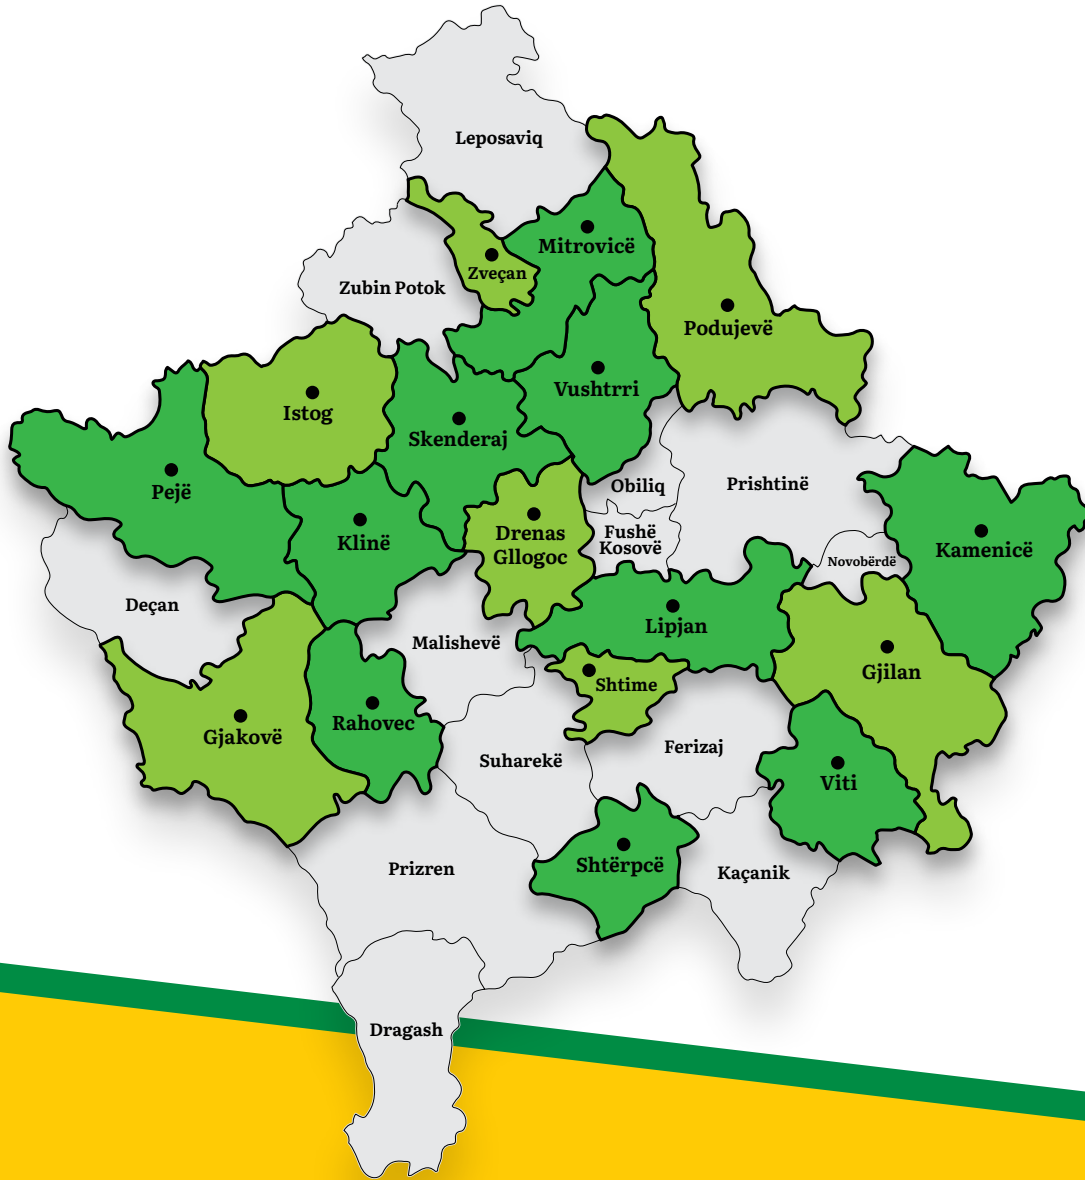 Leposaviq
Mitrovicë
Zveçan
Zubin Potok
Podujevë
Vushtrri
Istog
Skenderaj
Pejë
Obiliq
Prishtinë
Klinë
Drenas
Gllogoc
Fushë
Kosovë
Kamenicë
Novobërdë
Deçan
Lipjan
Malishevë
Gjilan
Shtime
Rahovec
Gjakovë
Ferizaj
Suharekë
Viti
Shtërpcë
Prizren
Kaçanik
Dragash